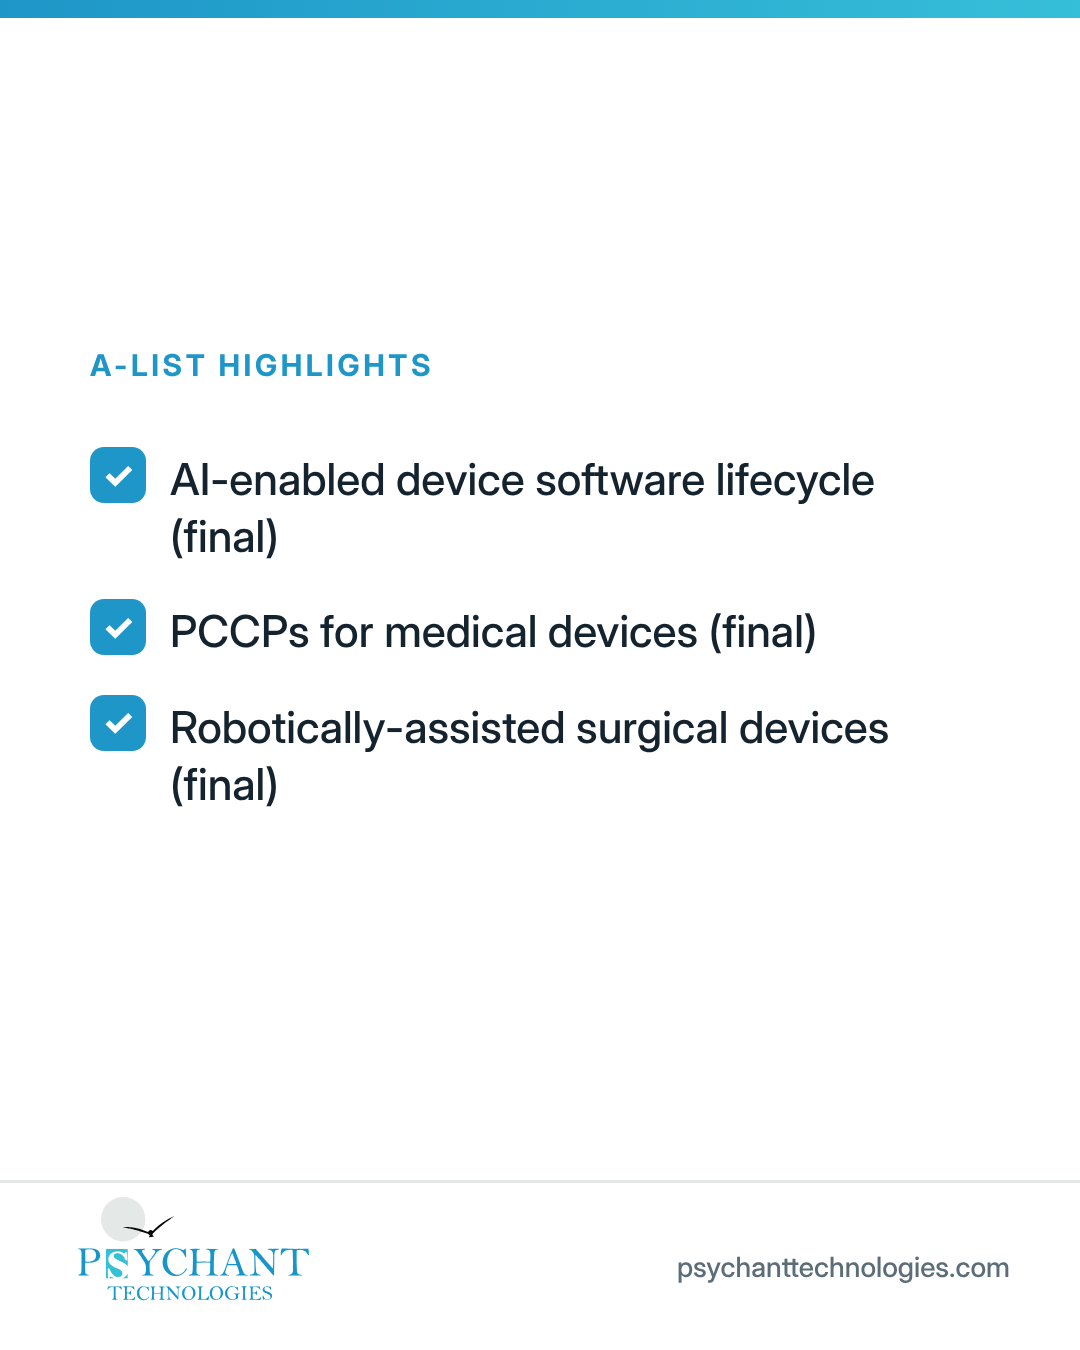 A-LIST HIGHLIGHTS
AI-enabled device software lifecycle
(final)
PCCPs for medical devices (final)
Robotically-assisted surgical devices
(final)
PSYCHANT
TECHNOLOGIES
psychanttechnologies.com